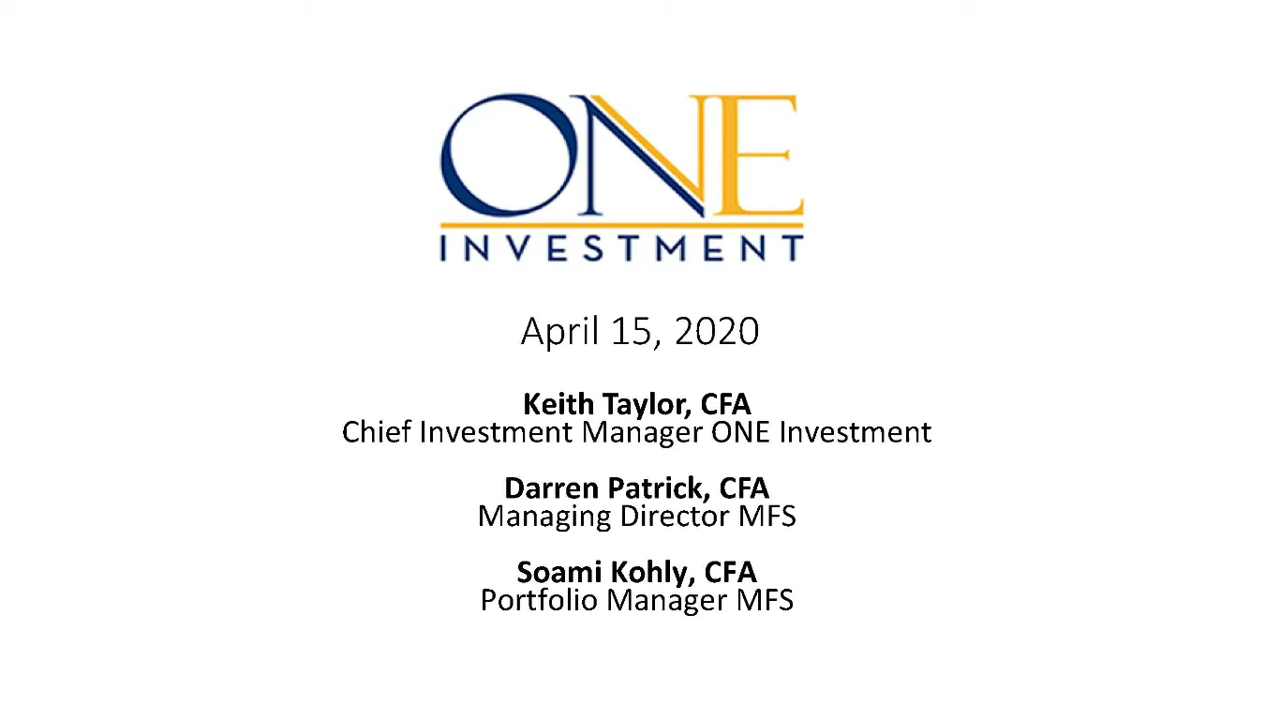 ONE
INVESTMENT
April 15, 2020
Keith Taylor, CFA
Chief Investment Manager ONE Investment
Darren Patrick, CFA
Managing Director MFS
Soami Kohly, CFA
Portfolio Manager MFS